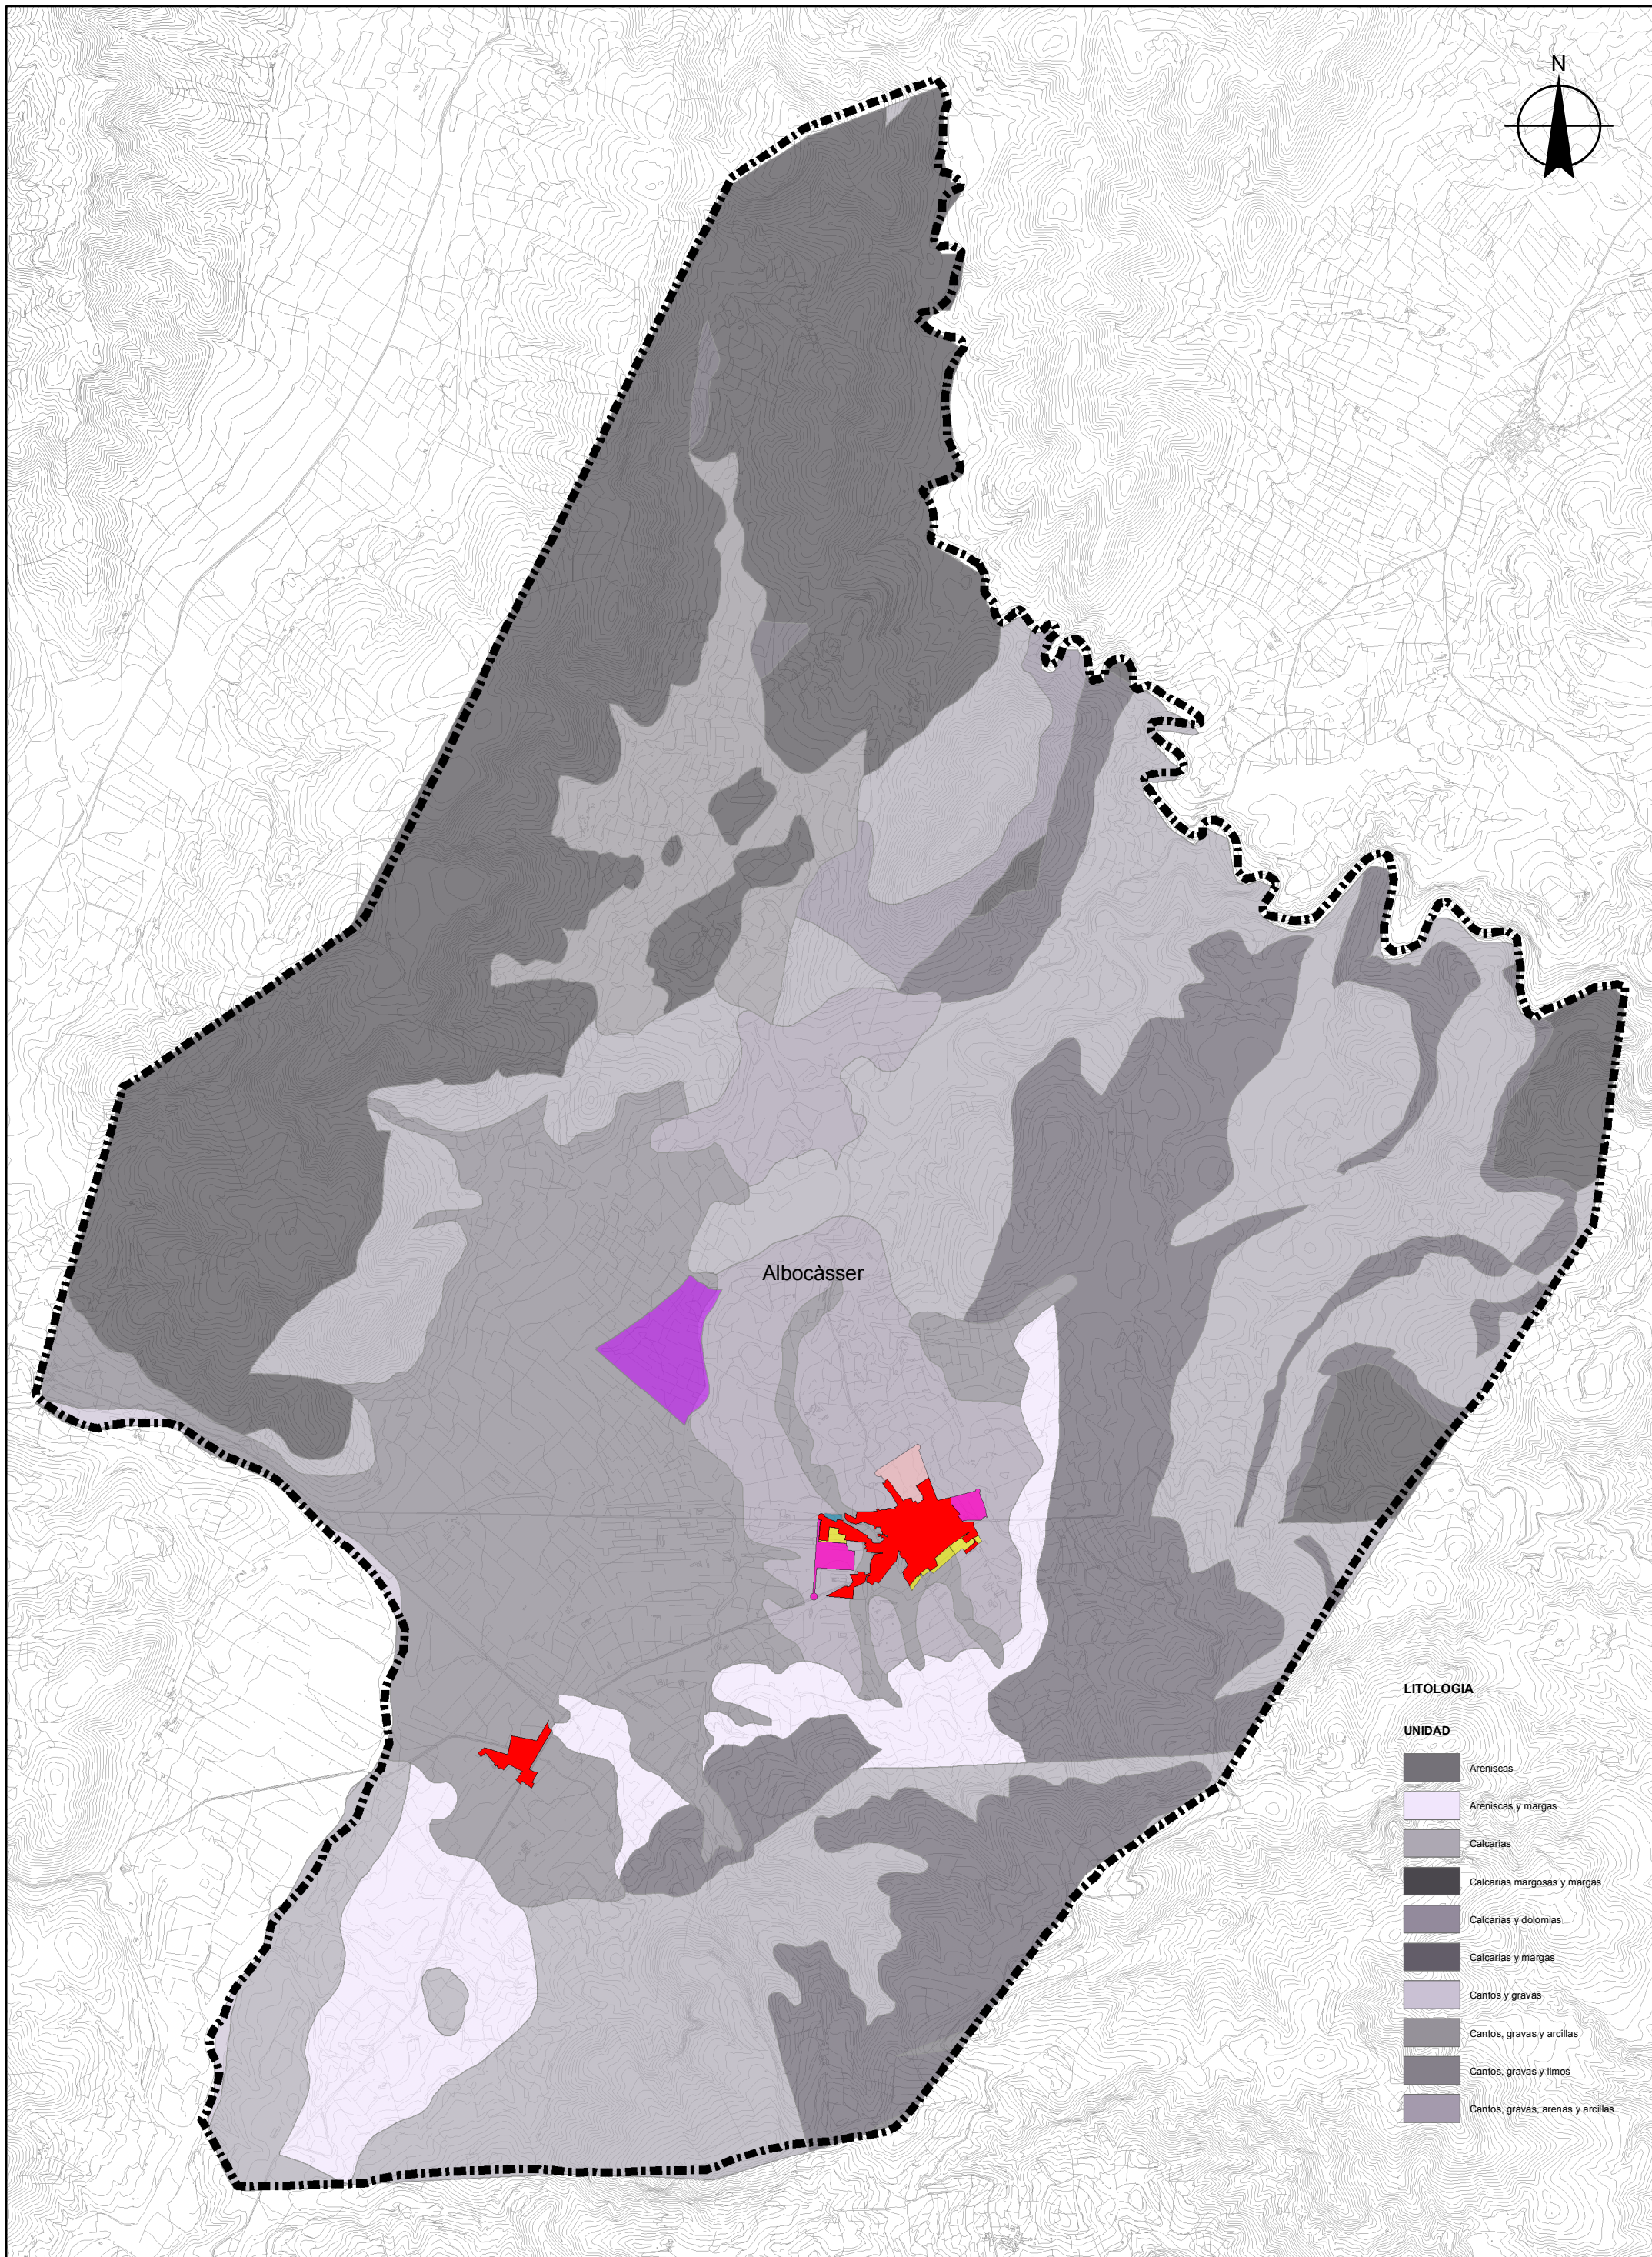 N
Albocàsser
LITOLOGIA
UNIDAD
Areniscas
Areniscas y margas
Calcarias
Calcarias margosas y margas
Calcarias y dolomias
Calcarias y margas
Cantos y gravas
Cantos, gravas y arcillas
Cantos, gravas y limos
Cantos, gravas, arenas y arcillas